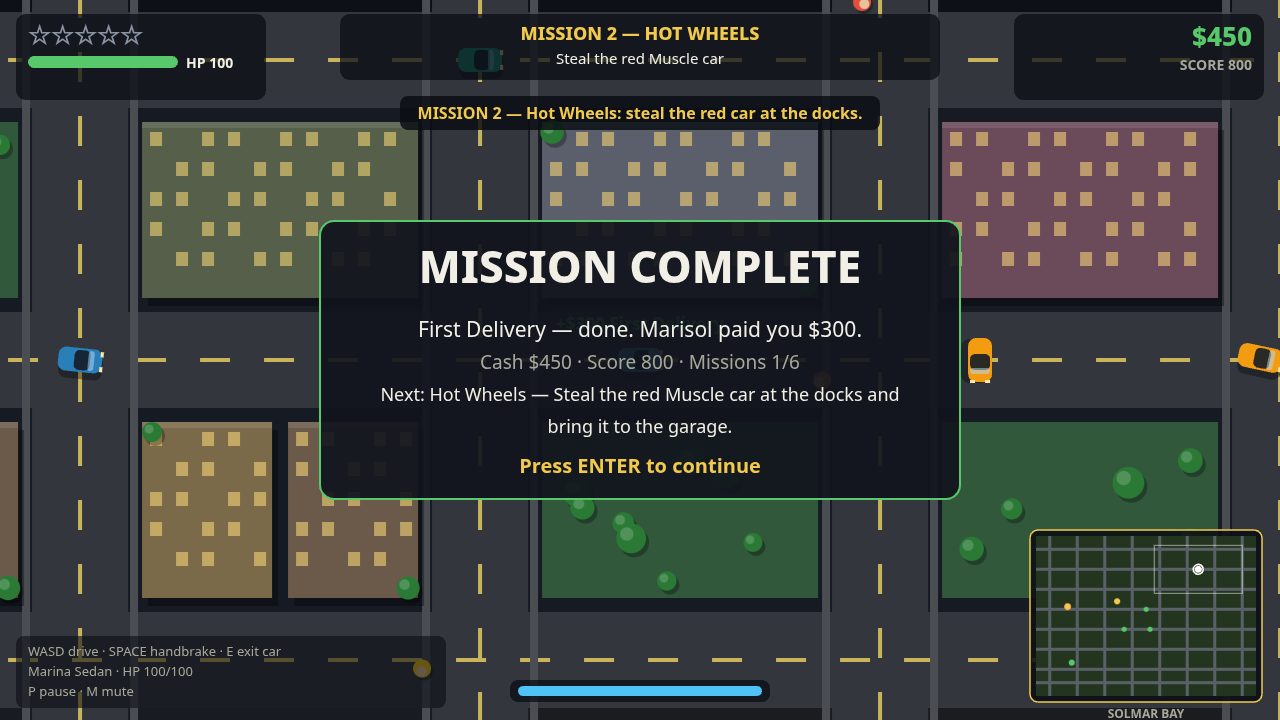 ☆☆☆☆☆
HP 100
MISSION 2 — HOT WHEELS
Steal the red Muscle car
$450
SCORE 800
MISSION 2 — Hot Wheels: steal the red car at the docks.
MISSION COMPLETE
First Delivery — done. Marisol paid you $300.
Cash $450 · Score 800 · Missions 1/6
Next: Hot Wheels — Steal the red Muscle car at the docks and
bring it to the garage.
Press ENTER to continue
WASD drive · SPACE handbrake · E exit car
Marina Sedan · HP 100/100
P pause · M mute
SOLMAR BAY